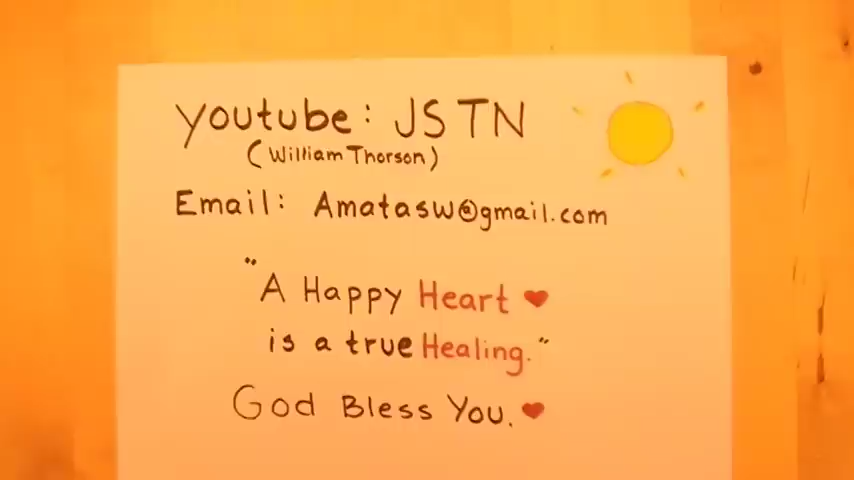 Youtube: JSTN
(William Thorson)
Email: Amatasw@gmail.com
"A Happy Heart ❤
is a true Healing."
God Bless You. ❤